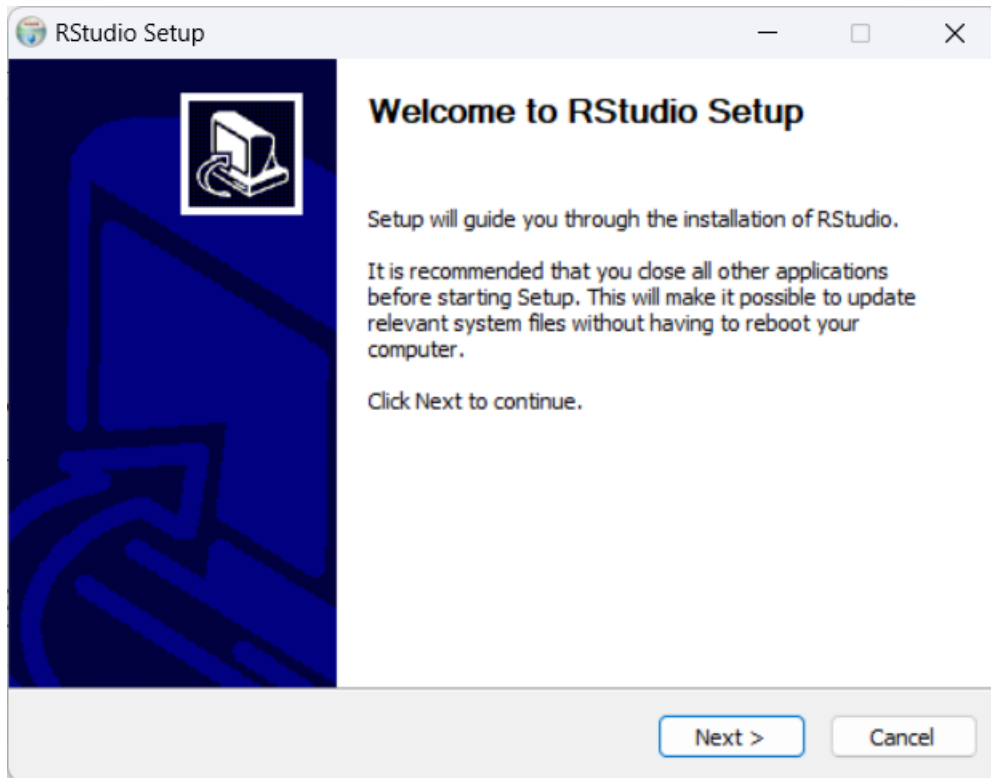 RStudio Setup
Welcome to RStudio Setup
Setup will guide you through the installation of RStudio.
It is recommended that you close all other applications
before starting Setup. This will make it possible to update
relevant system files without having to reboot your
computer.
Click Next to continue.
Next >
Cancel